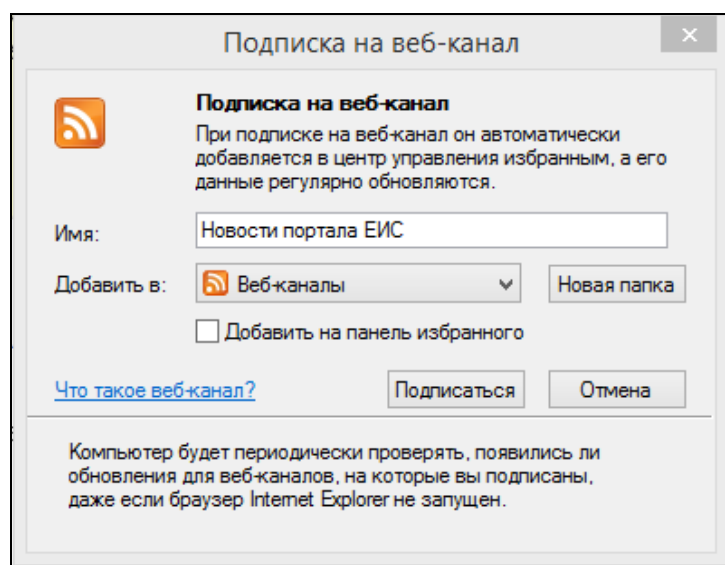 Подписка на веб-канал
Подписка на веб-канал
При подписке на веб-канал он автоматически
добавляется в центр управления избранным, а его
данные регулярно обновляются.
Имя: Новости портала ЕИС
Добавить в: Веб-каналы Новая папка
Добавить на панель избранного
Что такое веб-канал? Подписаться Отмена
Компьютер будет периодически проверять, появились ли
обновления для веб-каналов, на которые вы подписаны,
даже если браузер Internet Explorer не запущен.